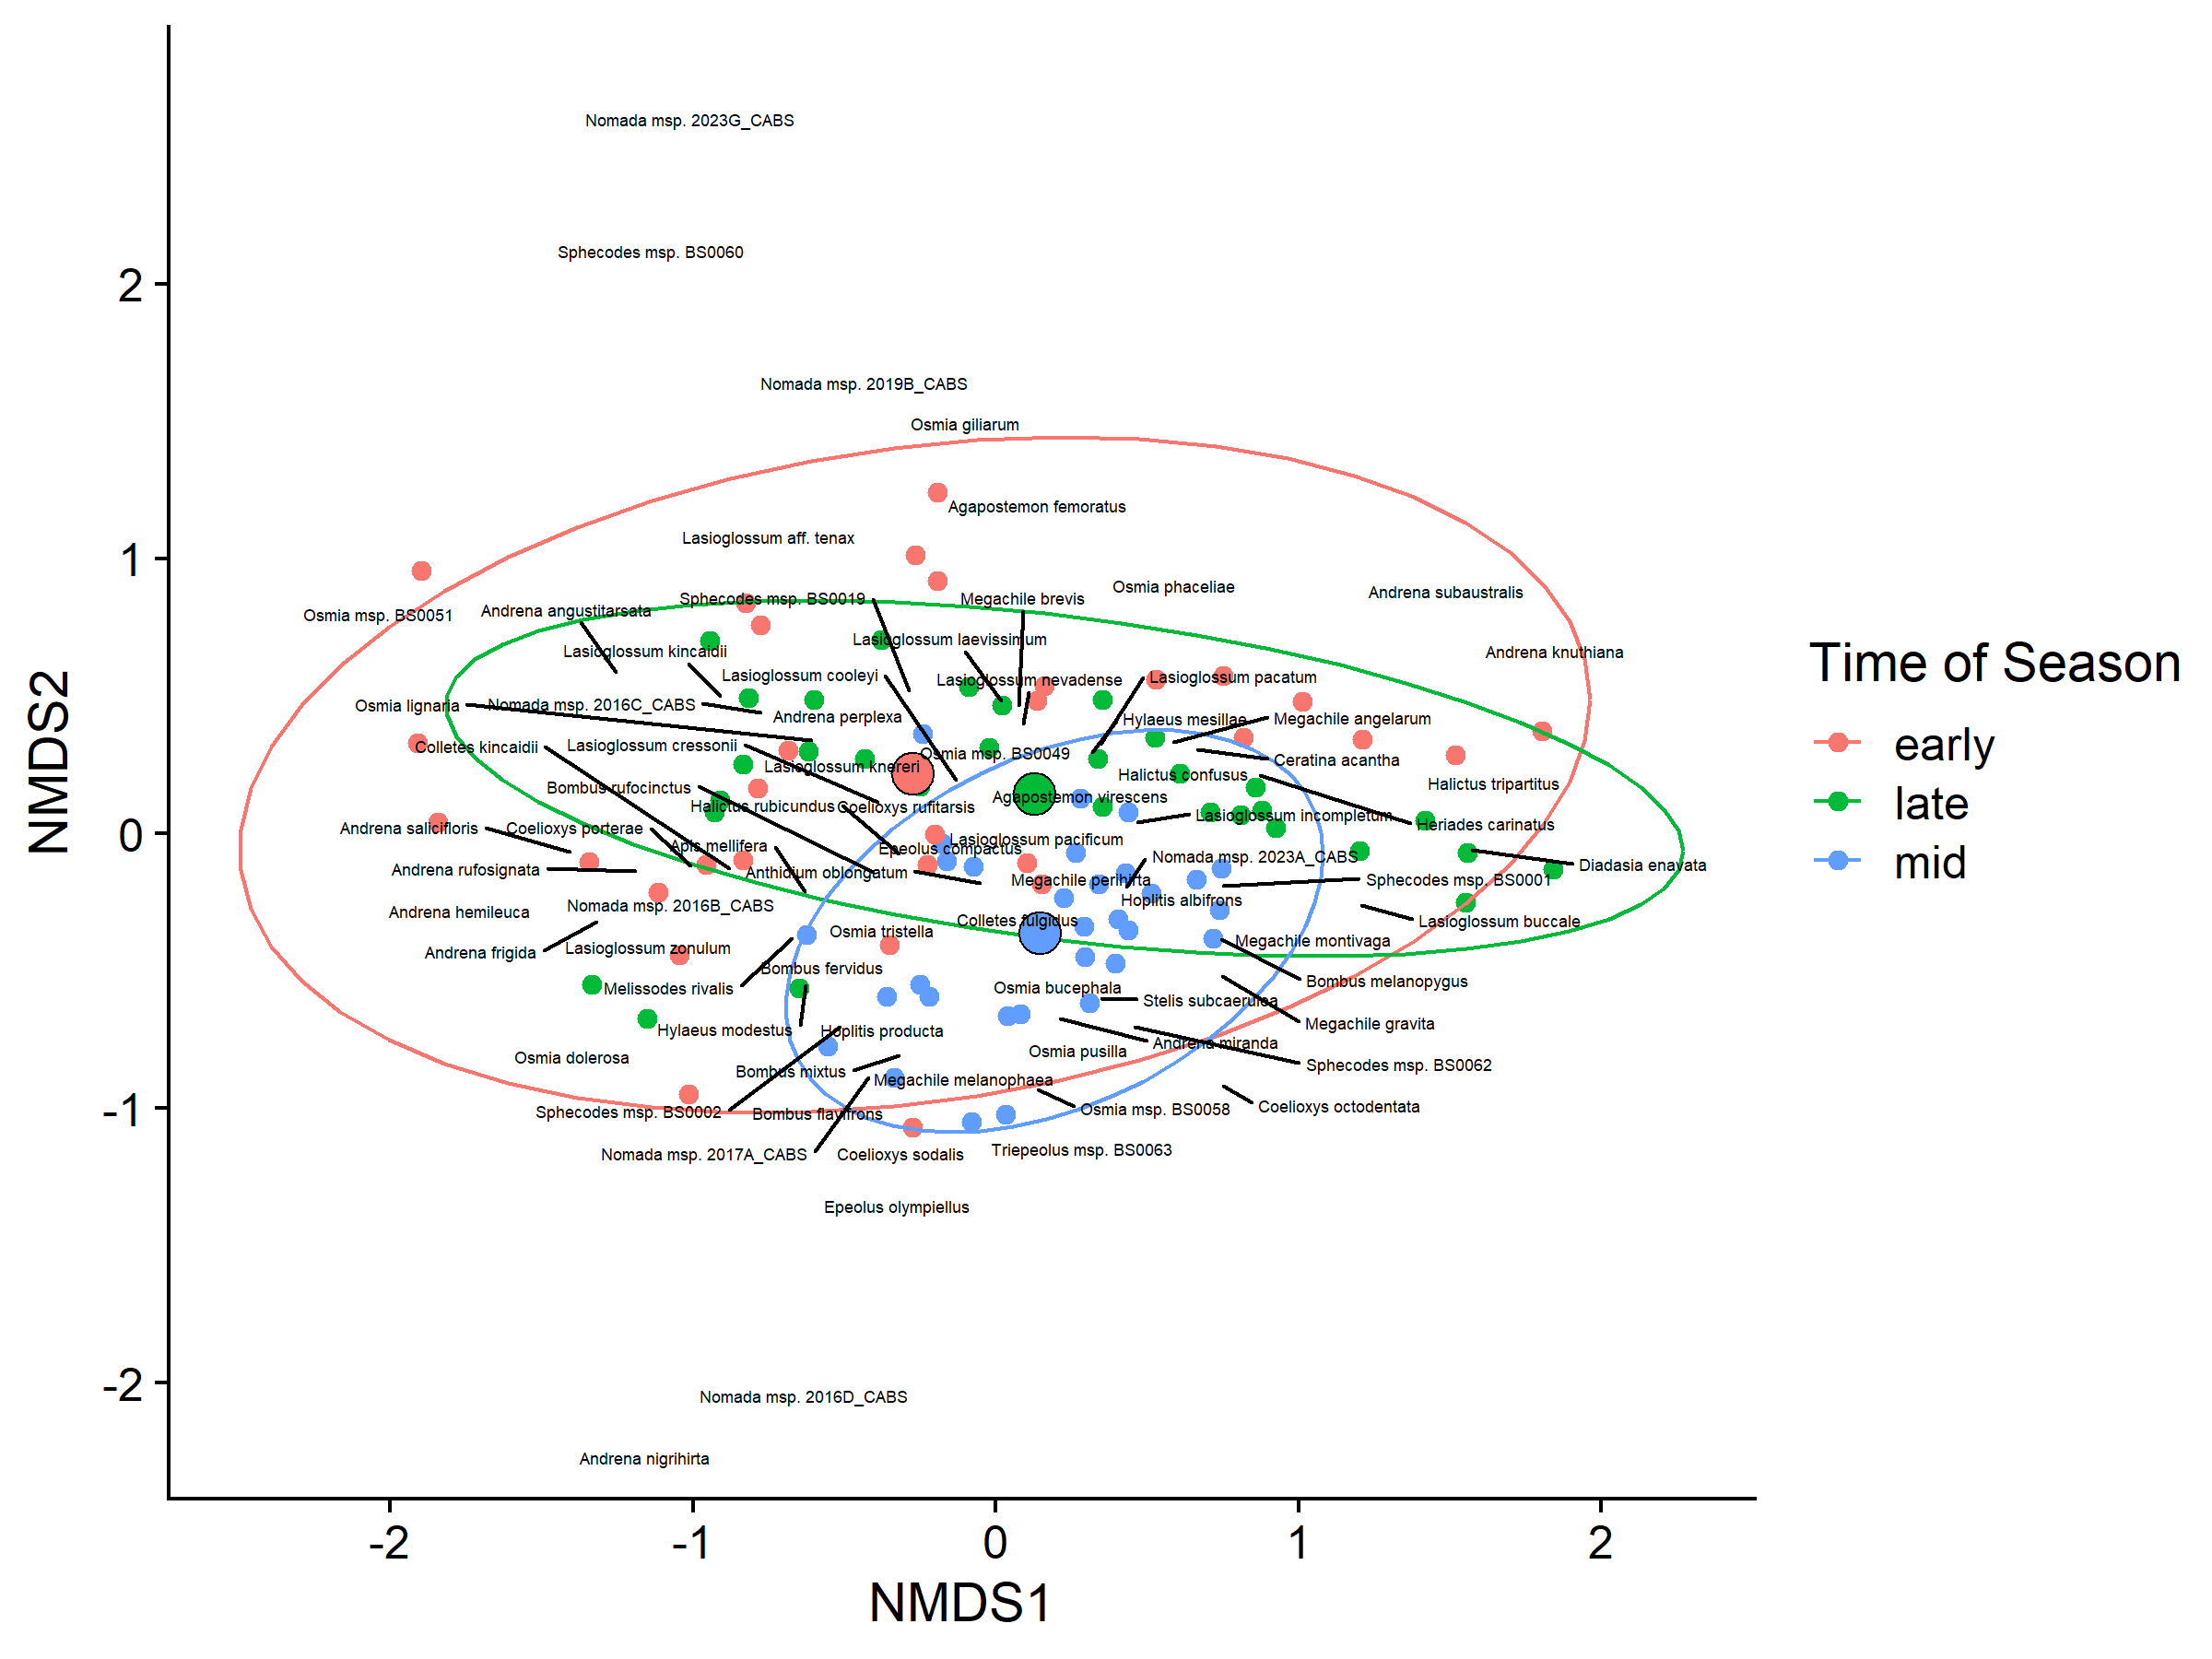 Nomada msp. 2023G_CABS
Sphecodes msp. BS0060
2
Nomada msp. 2019B_CABS
Osmia giliarum
Agapostemon femoratus
Lasioglossum aff. tenax
1
Osmia phaceliae
Andrena subaustralis
Sphecodes msp. BS0019
Megachile brevis
Osmia msp. BS0051
Andrena angustitarsata
Lasioglossum laevissimum
Lasioglossum kincaidii
Andrena knuthiana
Lasioglossum cooleyi
Lasioglossum nevadense
Lasioglossum pacatum
Osmia lignaria
Nomada msp. 2016C_CABS
Andrena perplexa
Hylaeus mesillae
Megachile angelarum
Colletes kincaidii
Lasioglossum cressonii
Osmia msp. BS0049
Ceratina acantha
Lasioglossum knereri
Halictus confusus
Halictus tripartitus
Bombus rufocinctus
Halictus rubicundus
Coelioxys rufitarsis
Agapostemon virescens
Lasioglossum incompletum
Heriades carinatus
0
Andrena salicifloris
Coelioxys porterae
Apis mellifera
Lasioglossum pacificum
Epeolus compactus
Nomada msp. 2023A_CABS
Diadasia enavata
Andrena rufosignata
Anthidium oblongatum
Megachile perihirta
Sphecodes msp. BS0001
Andrena hemileuca
Nomada msp. 2016B_CABS
Hoplitis albifrons
Colletes fulgidus
Lasioglossum buccale
Osmia tristella
Megachile montivaga
Andrena frigida
Lasioglossum zonulum
Bombus fervidus
Bombus melanopygus
Melissodes rivalis
Osmia bucephala
Stelis subcaerulea
Hylaeus modestus
Hoplitis producta
Megachile gravita
Andrena miranda
Osmia dolerosa
Osmia pusilla
Sphecodes msp. BS0062
Bombus mixtus
Megachile melanophaea
-1
Sphecodes msp. BS0002
Bombus flavifrons
Osmia msp. BS0058
Coelioxys octodentata
Nomada msp. 2017A_CABS
Coelioxys sodalis
Triepeolus msp. BS0063
Epeolus olympiellus
-2
Nomada msp. 2016D_CABS
Andrena nigrihirta
-2
-1
0
1
2
NMDS1
NMDS2
Time of Season
early
late
mid